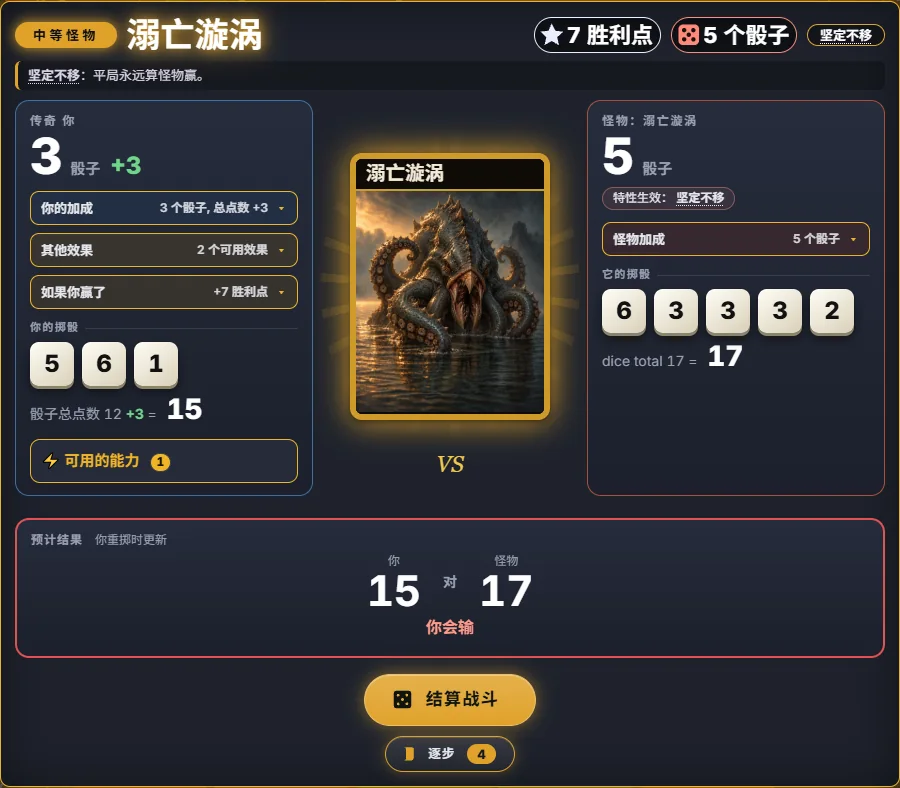 中等怪物 溺亡漩涡 7 胜利点 5 个骰子 坚定不移
坚定不移：平局永远算怪物赢。
传奇 你
3 骰子 +3
你的加成 3 个骰子, 总点数 +3
其他效果 2 个可用效果
如果你赢了 +7 胜利点
你的掷骰
5 6 1
骰子总点数 12 +3 = 15
可用的能力 1
溺亡漩涡
VS
怪物：溺亡漩涡
5 骰子
特性生效： 坚定不移
怪物加成 5 个骰子
它的掷骰
6 3 3 3 2
dice total 17 = 17
预计结果 你重掷时更新
你 怪物
15 对 17
你会输
结算战斗
逐步 4